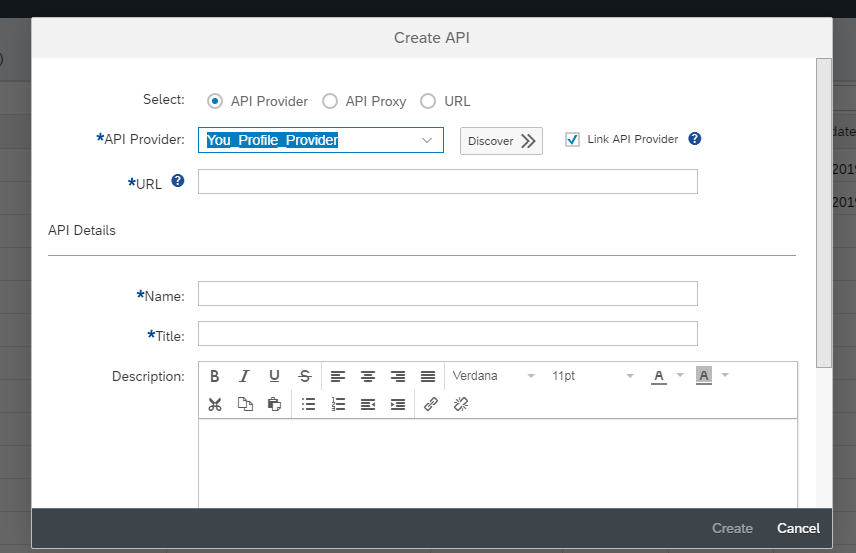 Create API
)
Select: API Provider API Proxy URL
*API Provider: You_Profile_Provider Discover Link API Provider ?
*URL ?
API Details
*Name:
*Title:
Description: B I U S Verdana 11pt A A
Create Cancel
date
2019
2019